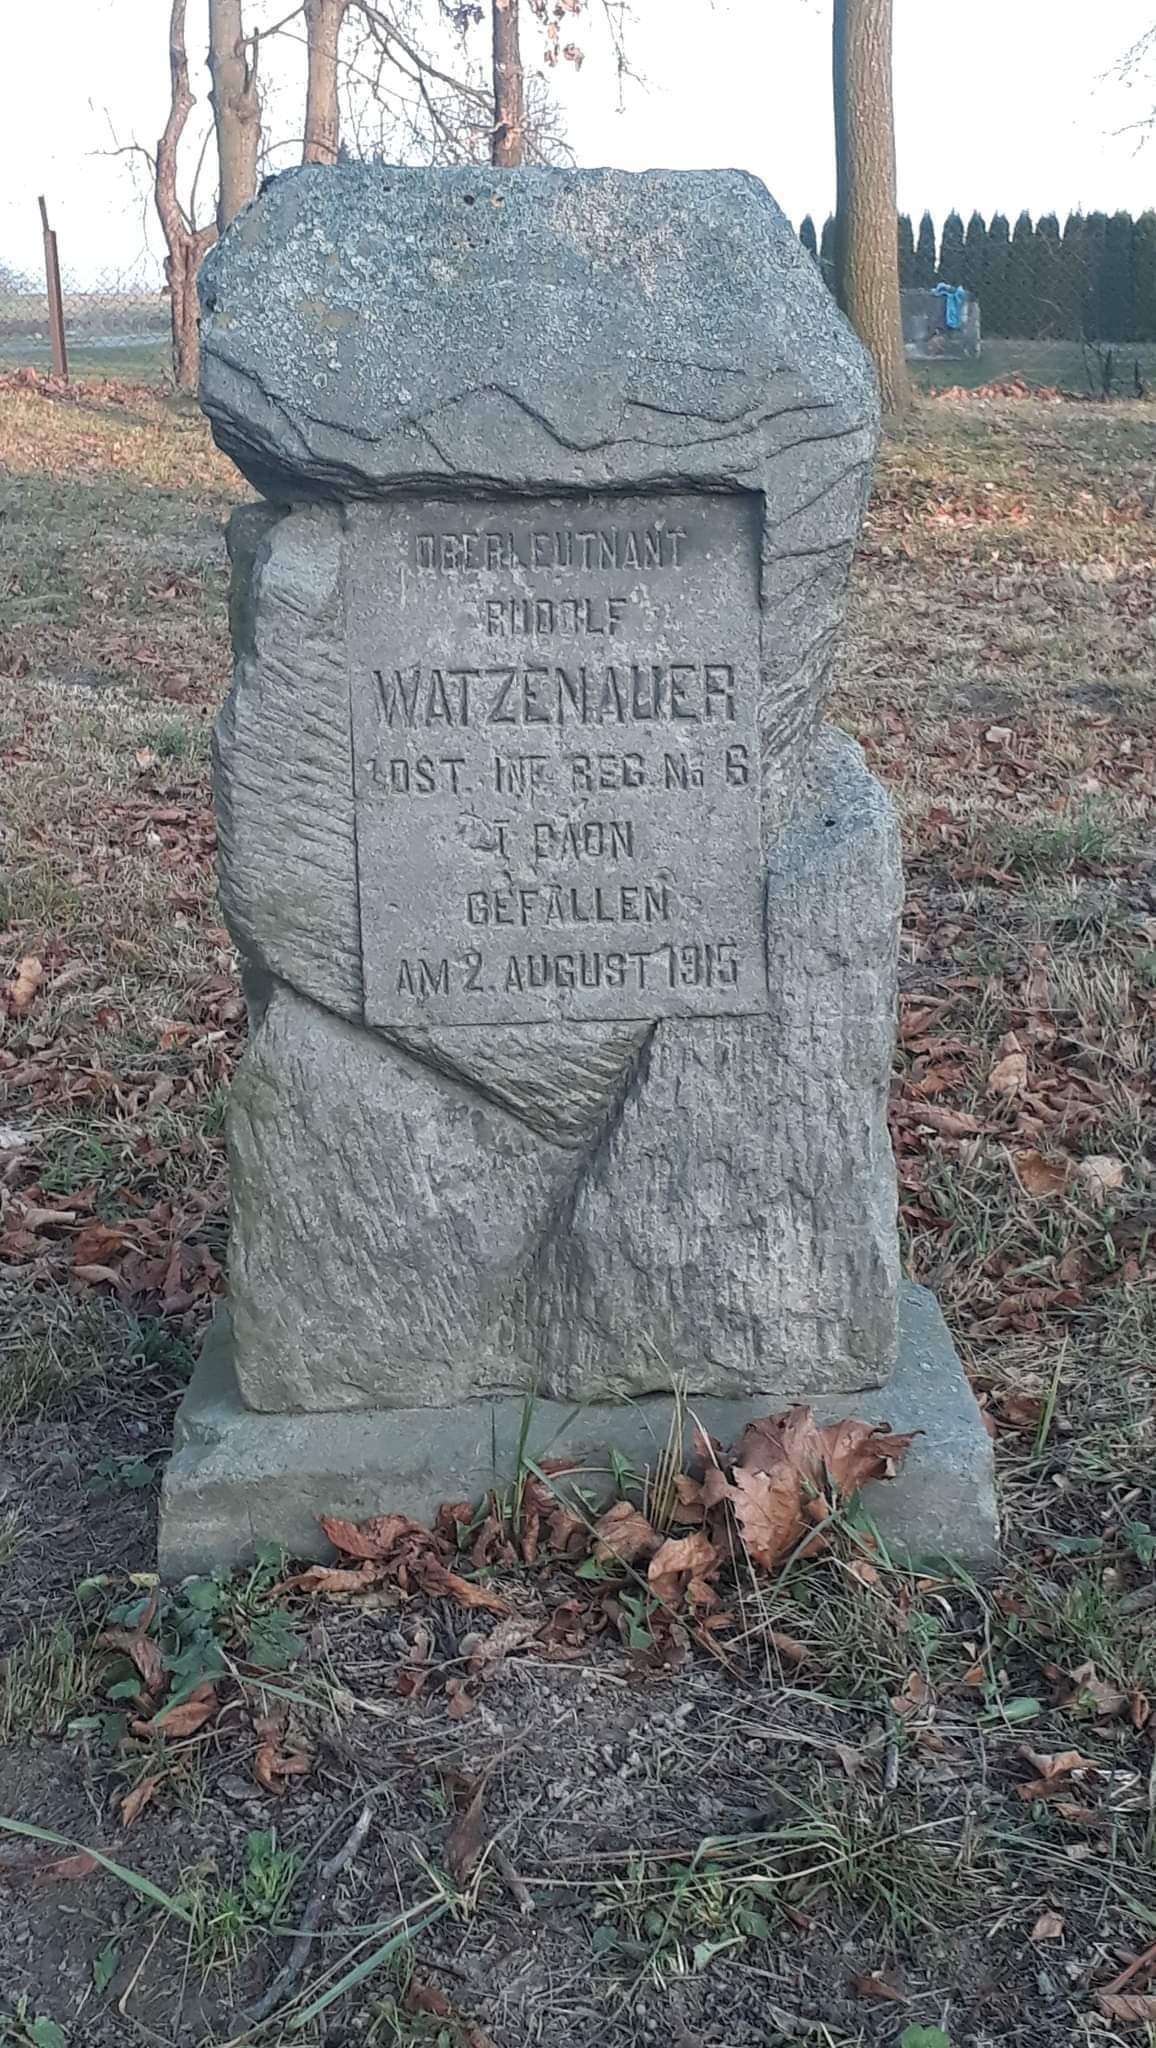 OBERLEUTNANT
RUDOLF
WATZENAUER
LDST. INF. REG. No 6
I BAON
GEFALLEN
AM 2. AUGUST 1915